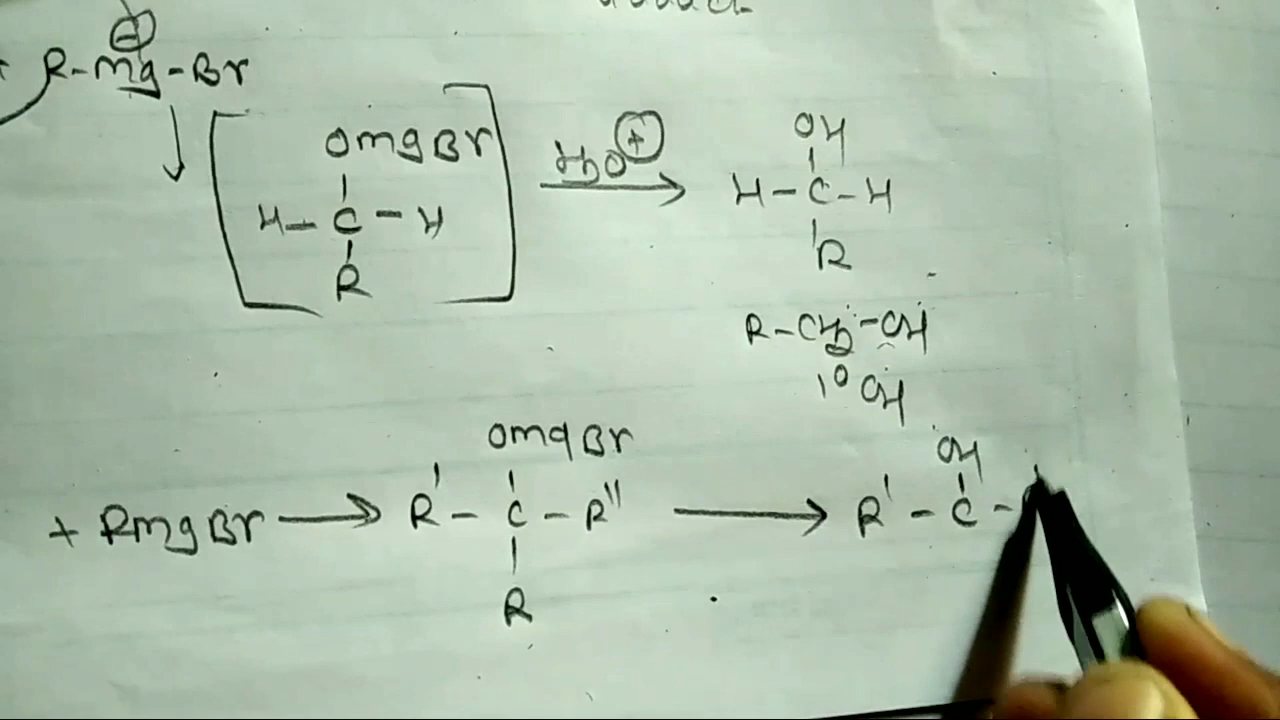 R-Mg-Br
OmgBr
H-C-H
R
H3O+
OH
H-C-H
R
R-CH2-OH
1° OH
+ RmgBr → R'-C-R'' → R'-C-
OmgBr
R
OH